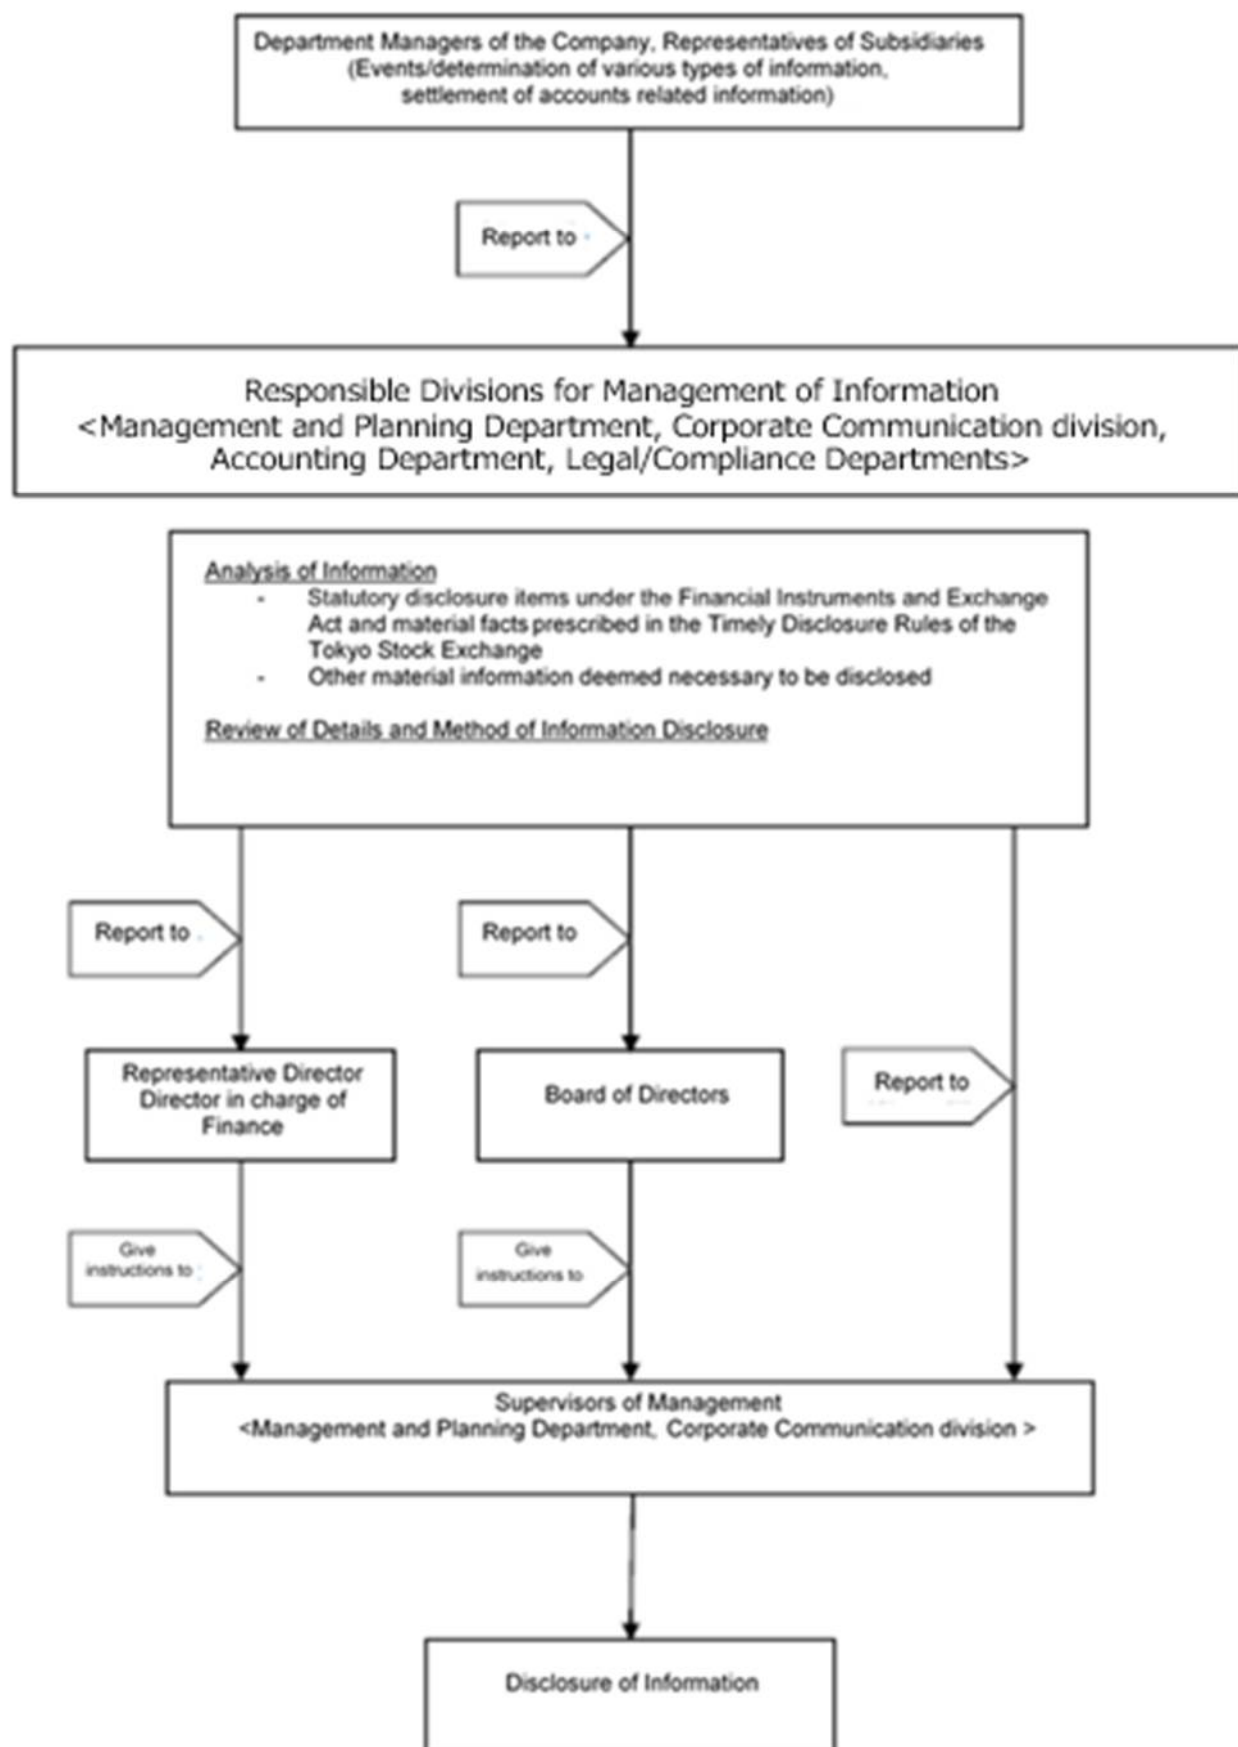 Department Managers of the Company, Representatives of Subsidiaries
(Events/determination of various types of information,
settlement of accounts related information)
Report to
Responsible Divisions for Management of Information
<Management and Planning Department, Corporate Communication division,
Accounting Department, Legal/Compliance Departments>
Analysis of Information
- Statutory disclosure items under the Financial Instruments and Exchange
Act and material facts prescribed in the Timely Disclosure Rules of the
Tokyo Stock Exchange
- Other material information deemed necessary to be disclosed
Review of Details and Method of Information Disclosure
Report to
Report to
Representative Director
Director in charge of
Finance
Board of Directors
Report to
Give
instructions to
Give
instructions to
Supervisors of Management
<Management and Planning Department, Corporate Communication division >
Disclosure of Information